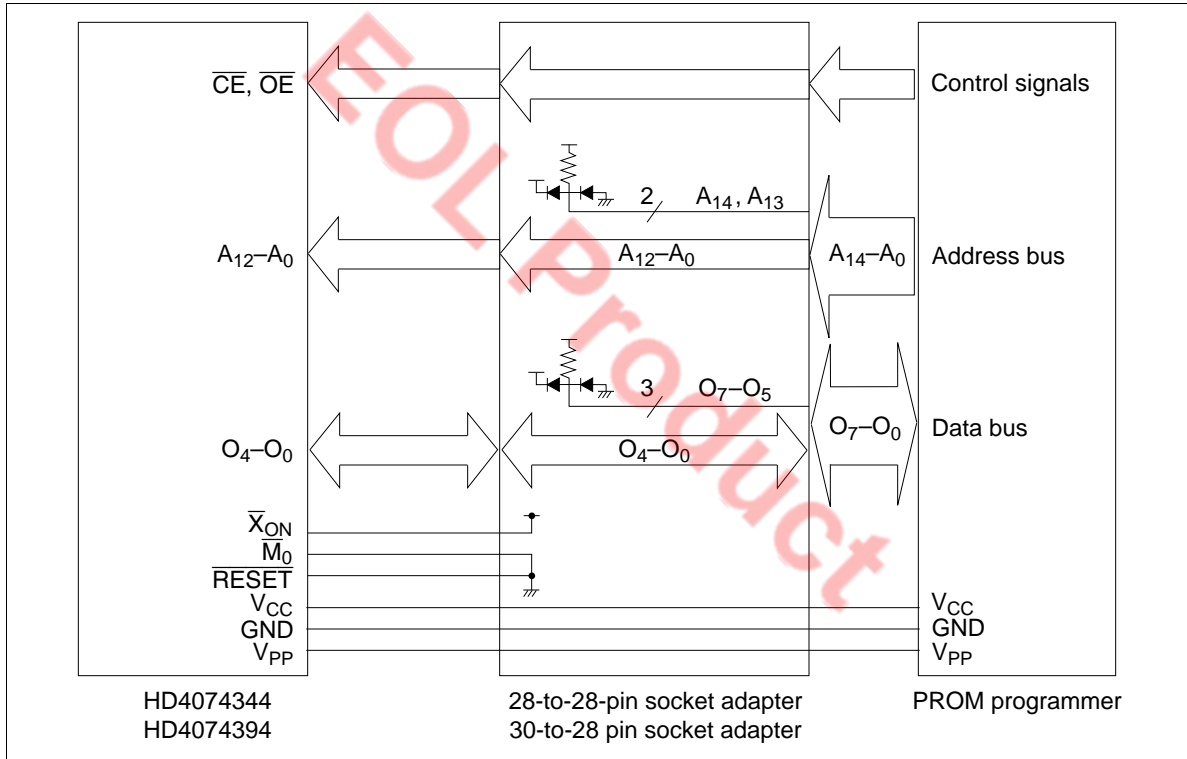 CE, OE
Control signals
2 A14, A13
A12–A0
A12–A0
A14–A0
Address bus
3 O7–O5
O4–O0
O4–O0
O7–O0
Data bus
XON
M0
RESET
VCC
VCC
GND
GND
VPP
VPP
HD4074344
HD4074394
28-to-28-pin socket adapter
30-to-28 pin socket adapter
PROM programmer
EOL Product